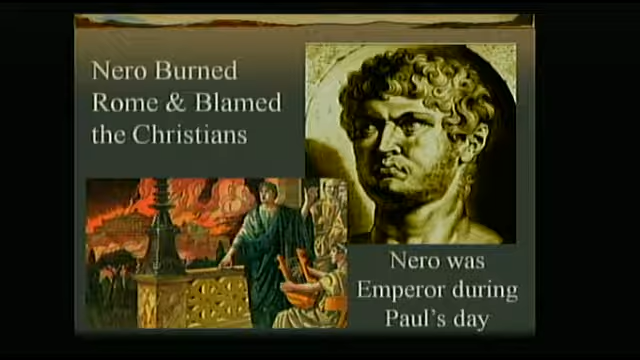 Nero Burned
Rome & Blamed
the Christians
Nero was
Emperor during
Paul's day